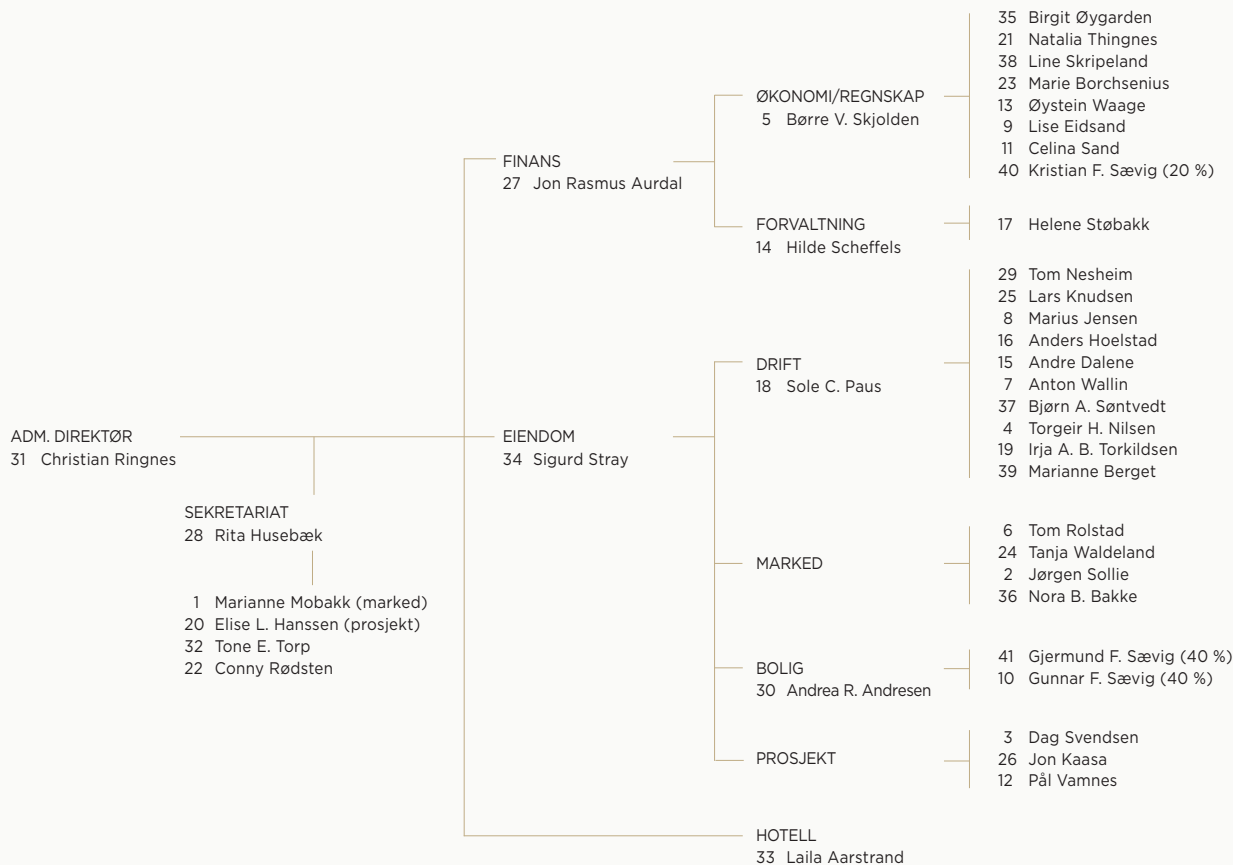 ADM. DIREKTØR
31 Christian Ringnes
SEKRETARIAT
28 Rita Husebæk
1 Marianne Mobakk (marked)
20 Elise L. Hanssen (prosjekt)
32 Tone E. Torp
22 Conny Rødsten
FINANS
27 Jon Rasmus Aurdal
ØKONOMI/REGNSKAP
5 Børre V. Skjolden
35 Birgit Øygarden
21 Natalia Thingnes
38 Line Skripeland
23 Marie Borchsenius
13 Øystein Waage
9 Lise Eidsand
11 Celina Sand
40 Kristian F. Sævig (20 %)
FORVALTNING
14 Hilde Scheffels
17 Helene Støbakk
EIENDOM
34 Sigurd Stray
DRIFT
18 Sole C. Paus
29 Tom Nesheim
25 Lars Knudsen
8 Marius Jensen
16 Anders Hoelstad
15 Andre Dalene
7 Anton Wallin
37 Bjørn A. Søntvedt
4 Torgeir H. Nilsen
19 Irja A. B. Torkildsen
39 Marianne Berget
MARKED
6 Tom Rolstad
24 Tanja Waldeland
2 Jørgen Sollie
36 Nora B. Bakke
BOLIG
30 Andrea R. Andresen
41 Gjermund F. Sævig (40 %)
10 Gunnar F. Sævig (40 %)
PROSJEKT
3 Dag Svendsen
26 Jon Kaasa
12 Pål Vamnes
HOTELL
33 Laila Aarstrand